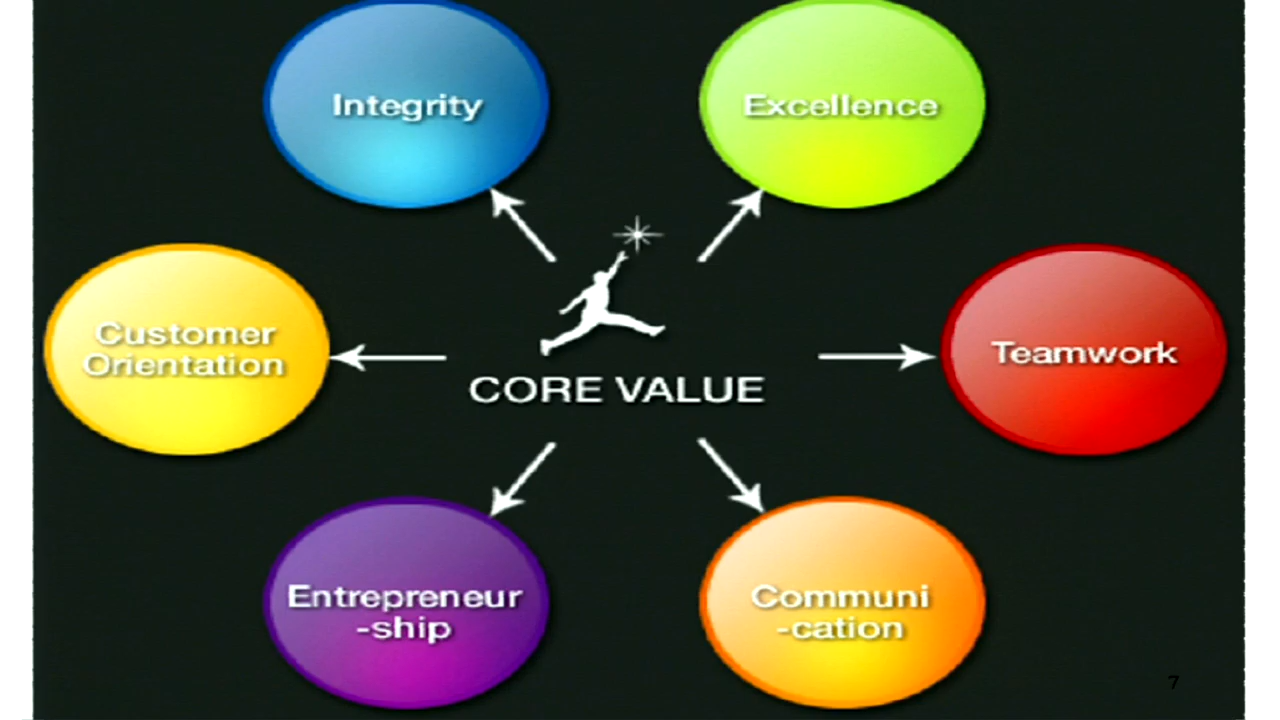 Integrity
Excellence
Customer
Orientation
Teamwork
CORE VALUE
Entrepreneur
-ship
Communi
-cation
7